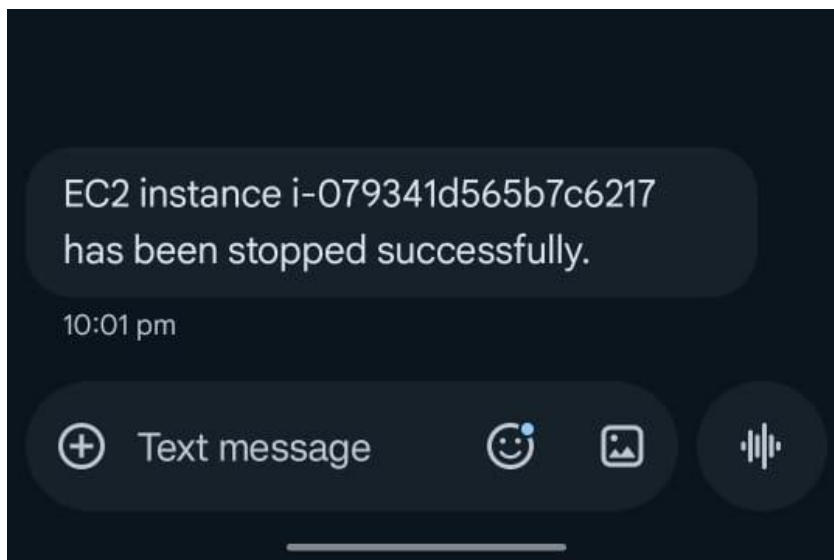 EC2 instance i-079341d565b7c6217
has been stopped successfully.
10:01 pm
Text message